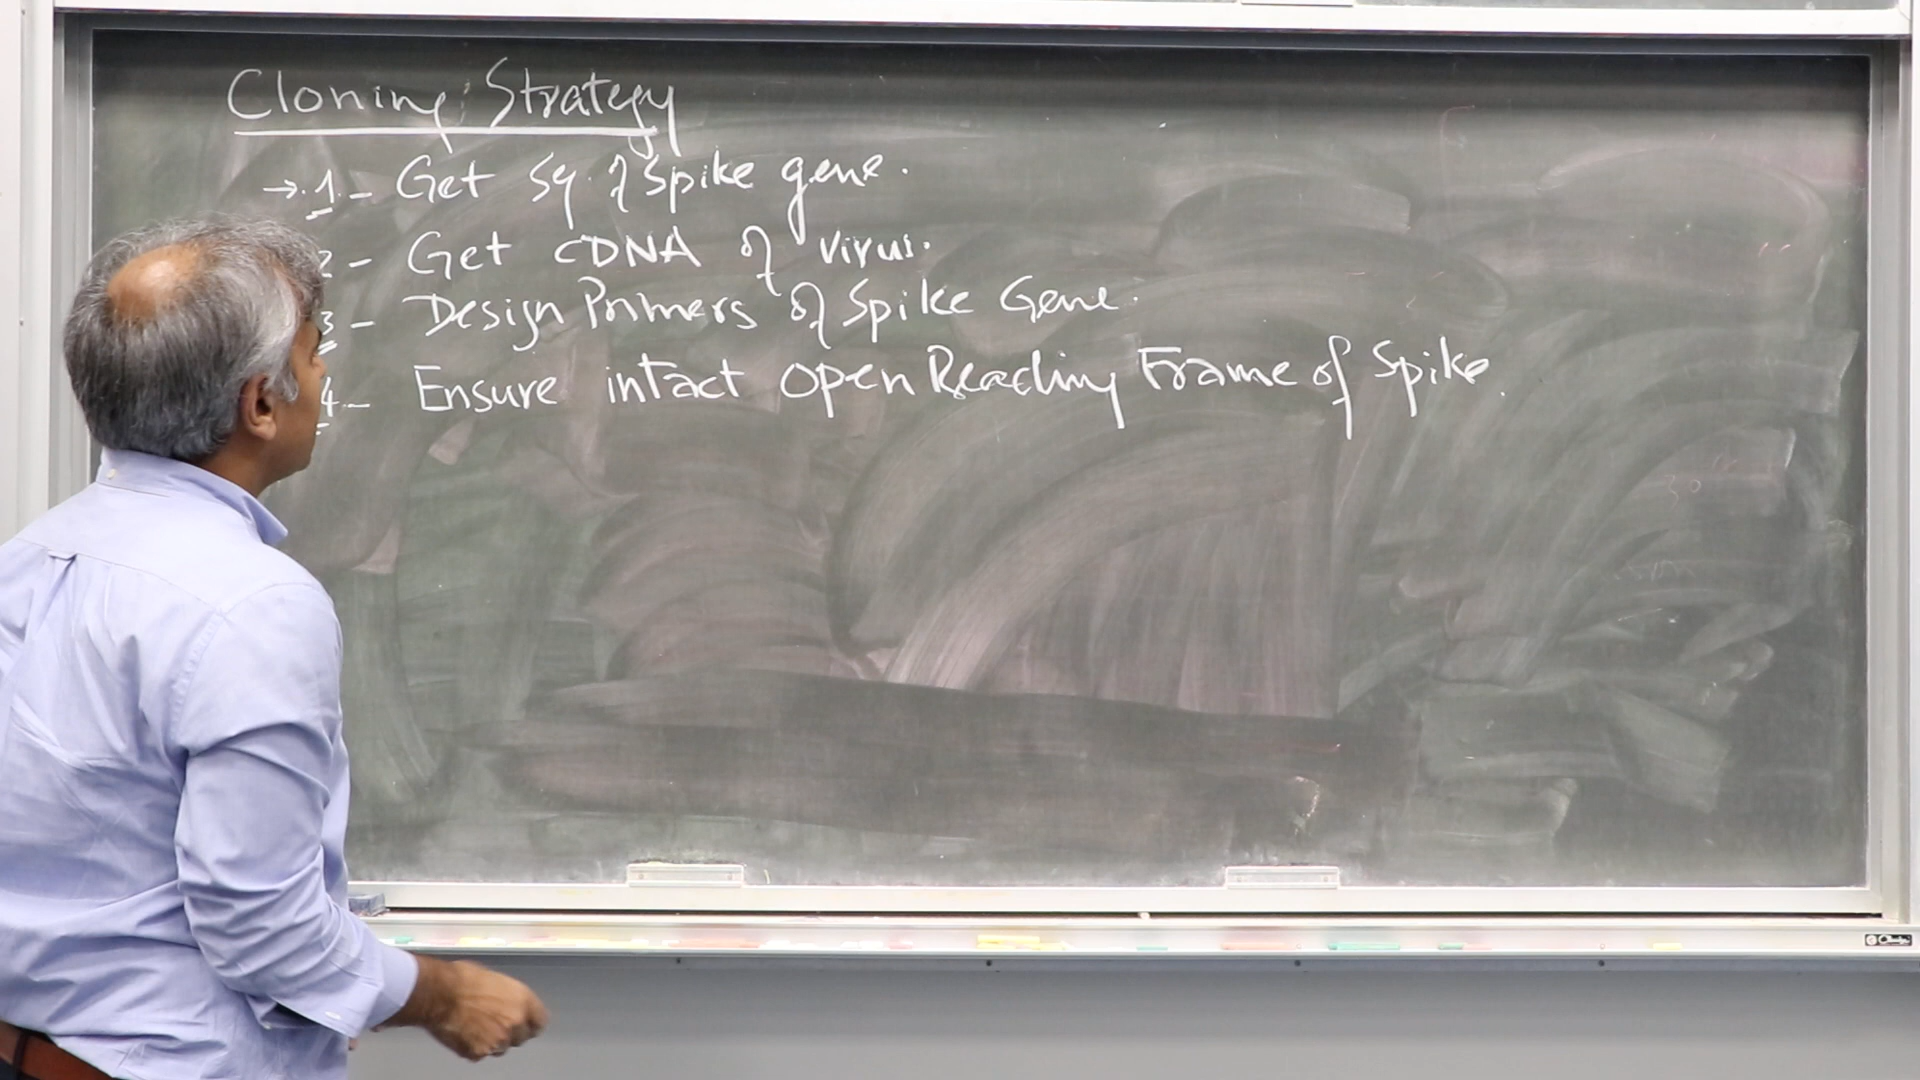 Cloning Strategy
→ 1 - Get sq. of Spike gene.
2 - Get cDNA of virus.
3 - Design Primers of Spike Gene.
4 - Ensure intact Open Reading Frame of Spike.